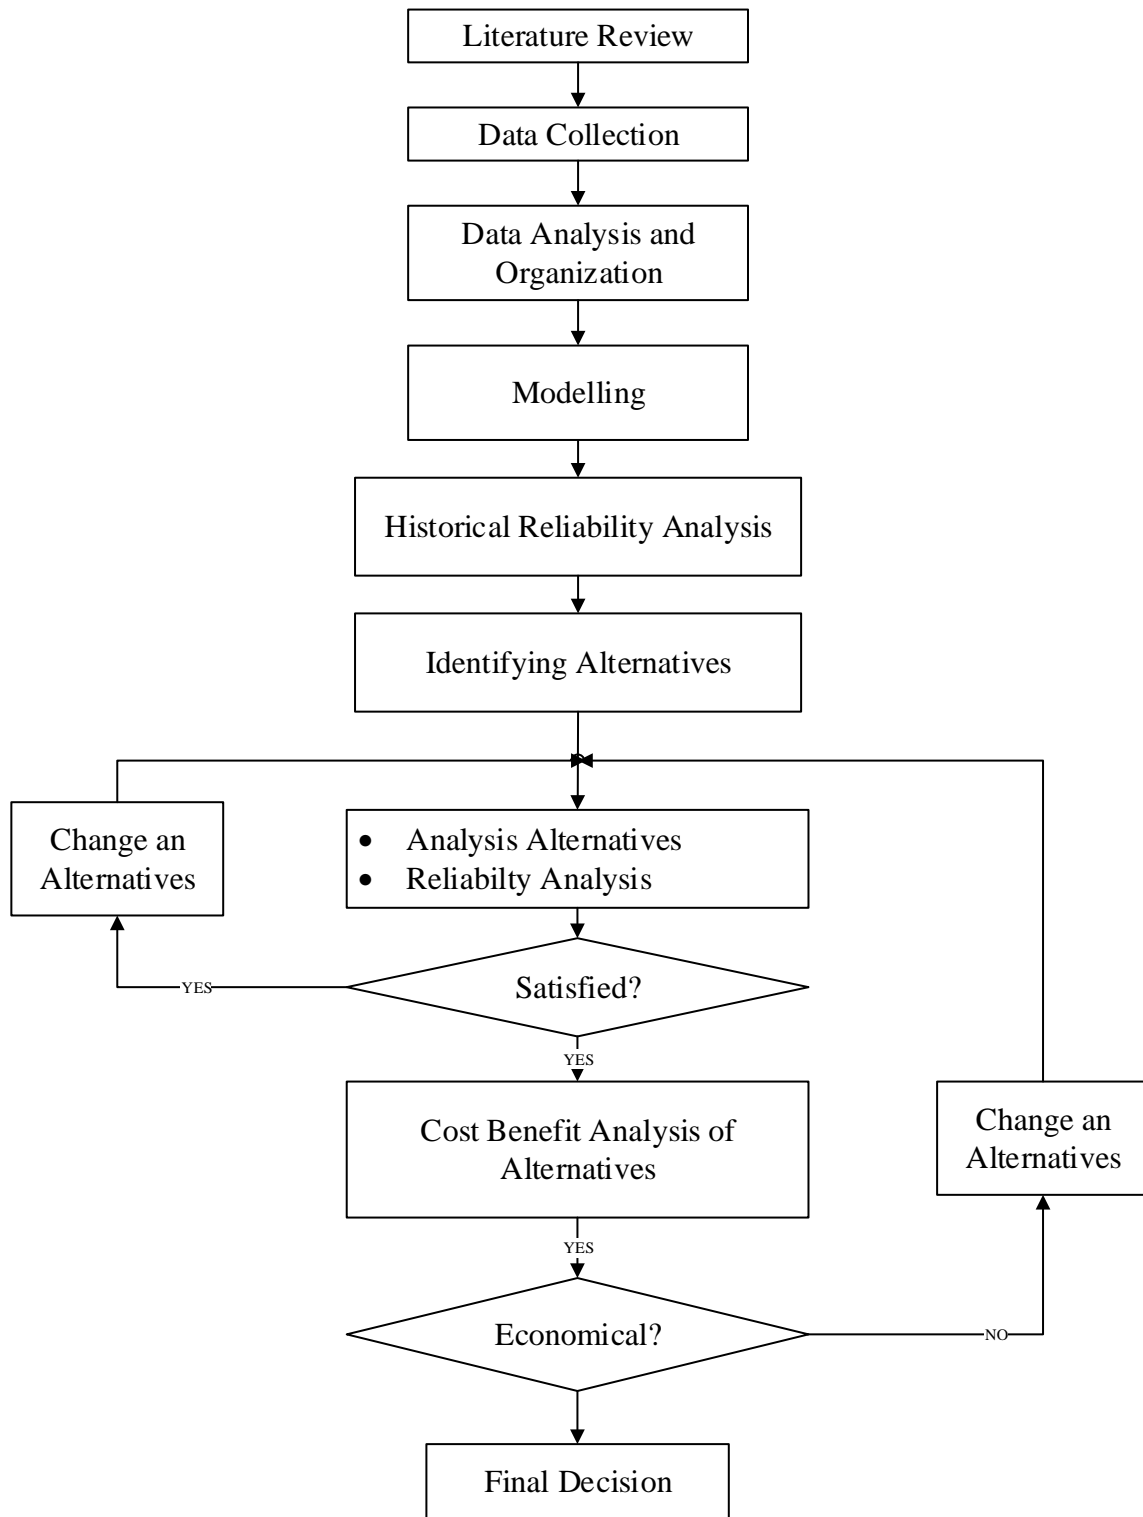 Literature Review
Data Collection
Data Analysis and
Organization
Modelling
Historical Reliability Analysis
Identifying Alternatives
Change an
Alternatives
• Analysis Alternatives
• Reliabilty Analysis
YES
Satisfied?
YES
Cost Benefit Analysis of
Alternatives
Change an
Alternatives
YES
Economical?
NO
Final Decision